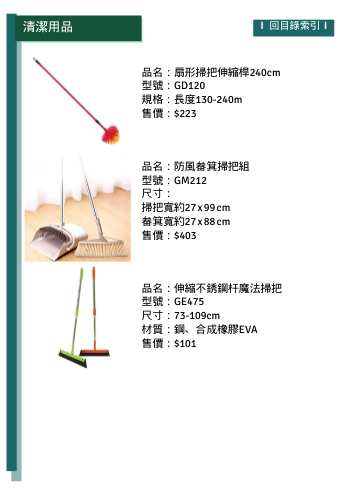 清潔用品
I 回目錄索引 I
品名：扇形掃把伸縮桿240cm
型號：GD120
規格：長度130-240m
售價：$223
品名：防風畚箕掃把組
型號：GM212
尺寸：
掃把寬約27x99cm
畚箕寬約27x88cm
售價：$403
品名：伸縮不銹鋼杆魔法掃把
型號：GE475
尺寸：73-109cm
材質：鋼、合成橡膠EVA
售價：$101